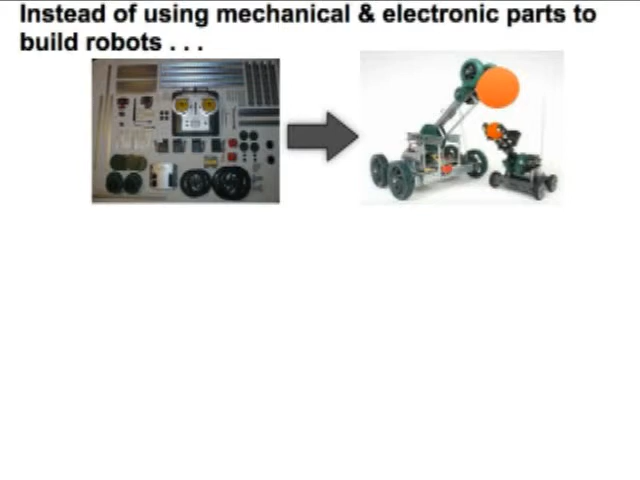 Instead of using mechanical & electronic parts to
build robots . . .